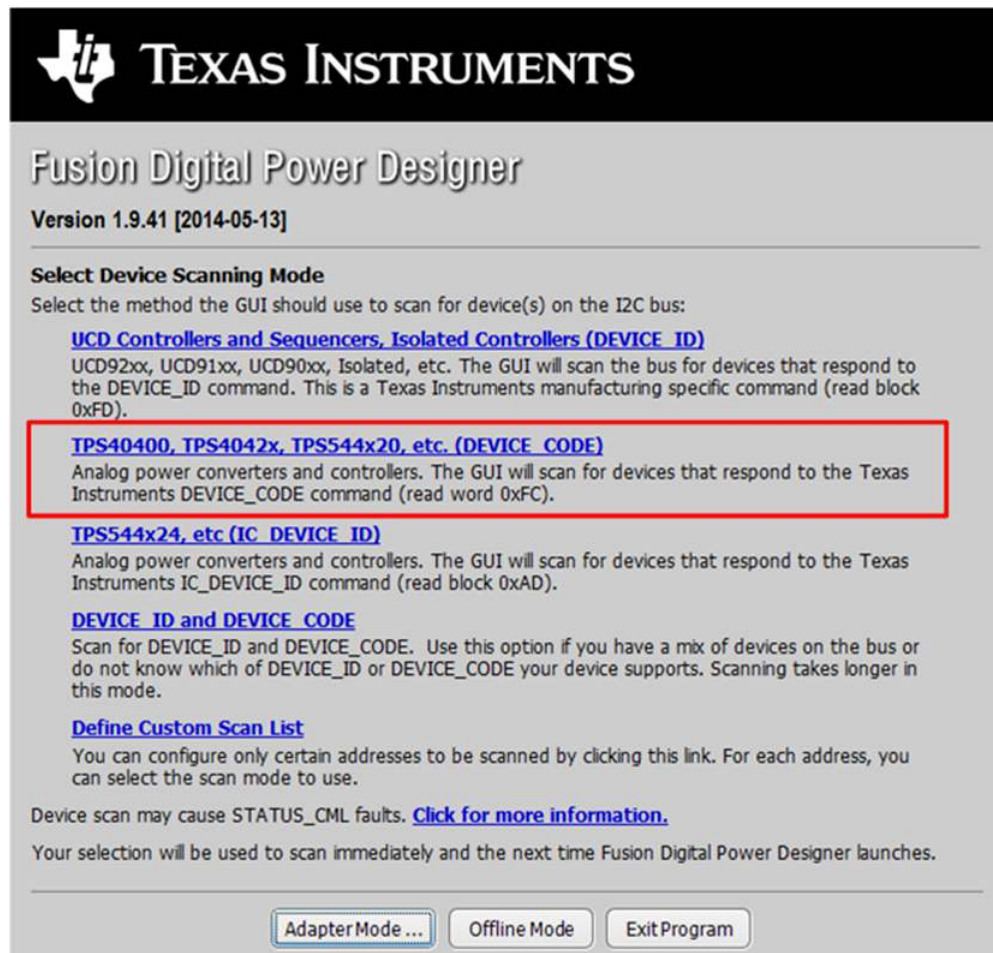 TEXAS INSTRUMENTS
Fusion Digital Power Designer
Version 1.9.41 [2014-05-13]
Select Device Scanning Mode
Select the method the GUI should use to scan for device(s) on the I2C bus:
UCD Controllers and Sequencers, Isolated Controllers (DEVICE_ID)
UCD92xx, UCD91xx, UCD90xx, Isolated, etc. The GUI will scan the bus for devices that respond to
the DEVICE_ID command. This is a Texas Instruments manufacturing specific command (read block
0xFD).
TPS40400, TPS4042x, TPS544x20, etc. (DEVICE_CODE)
Analog power converters and controllers. The GUI will scan for devices that respond to the Texas
Instruments DEVICE_CODE command (read word 0xFC).
TPS544x24, etc (IC_DEVICE_ID)
Analog power converters and controllers. The GUI will scan for devices that respond to the Texas
Instruments IC_DEVICE_ID command (read block 0xAD).
DEVICE_ID and DEVICE_CODE
Scan for DEVICE_ID and DEVICE_CODE. Use this option if you have a mix of devices on the bus or
do not know which of DEVICE_ID or DEVICE_CODE your device supports. Scanning takes longer in
this mode.
Define Custom Scan List
You can configure only certain addresses to be scanned by clicking this link. For each address, you
can select the scan mode to use.
Device scan may cause STATUS_CML faults. Click for more information.
Your selection will be used to scan immediately and the next time Fusion Digital Power Designer launches.
Adapter Mode ... Offline Mode Exit Program